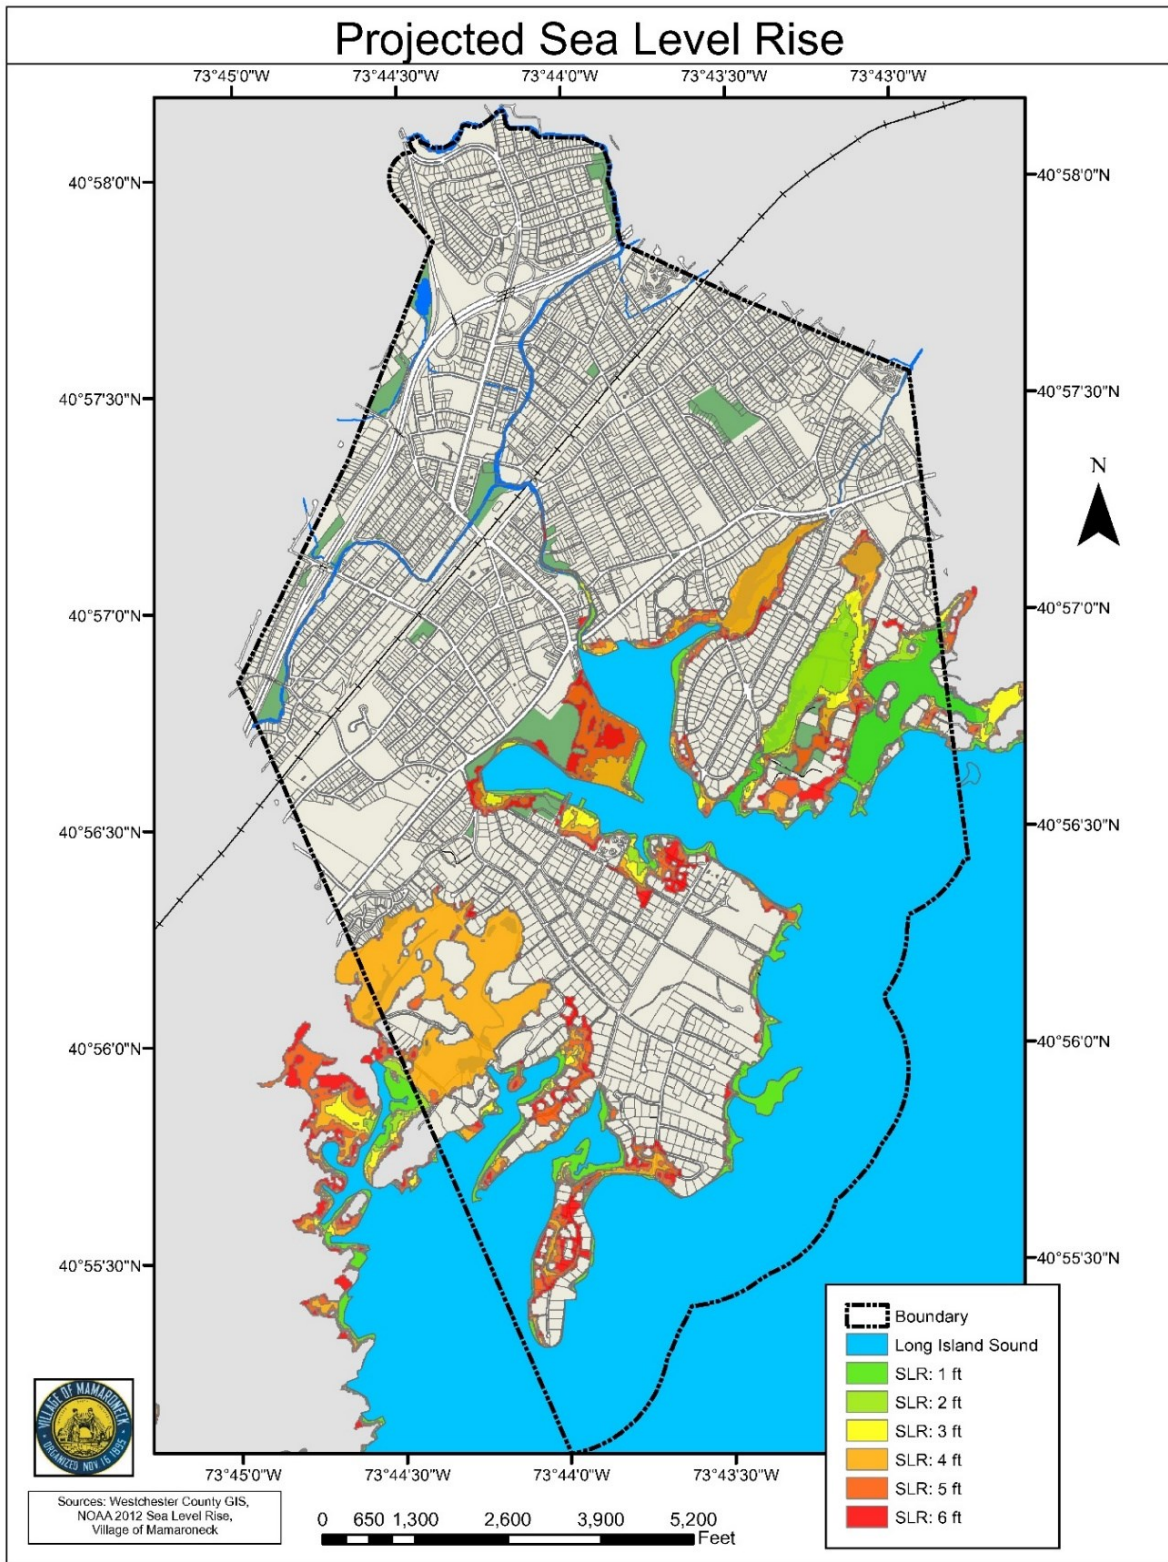 Projected Sea Level Rise
73°45'0"W 73°44'30"W 73°44'0"W 73°43'30"W 73°43'0"W
40°58'0"N 40°58'0"N
40°57'30"N 40°57'30"N
N
40°57'0"N 40°57'0"N
40°56'30"N 40°56'30"N
40°56'0"N 40°56'0"N
40°55'30"N 40°55'30"N
Boundary
Long Island Sound
SLR: 1 ft
SLR: 2 ft
SLR: 3 ft
SLR: 4 ft
SLR: 5 ft
SLR: 6 ft
VILLAGE OF MAMARONECK
ORGANIZED NOV 16 1895
73°45'0"W 73°44'30"W 73°44'0"W 73°43'30"W
Sources: Westchester County GIS,
NOAA 2012 Sea Level Rise,
Village of Mamaroneck
0 650 1,300 2,600 3,900 5,200
Feet